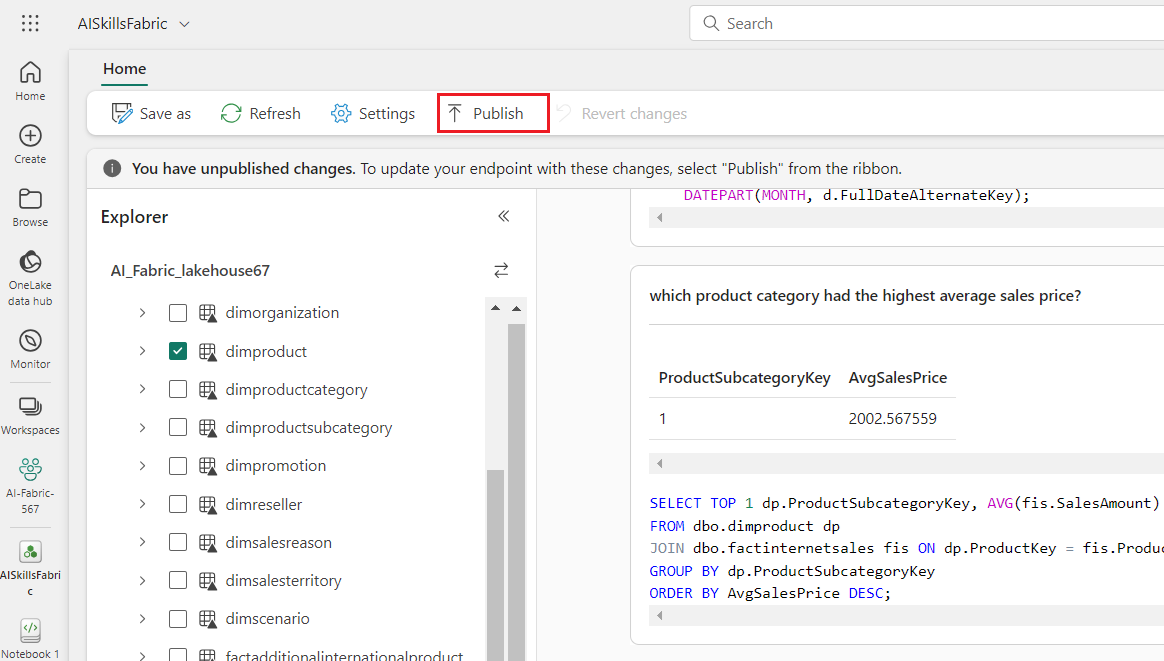 AISkillsFabric
Search
Home
Create
Browse
OneLake
data hub
Monitor
Workspaces
AI-Fabric-
567
AISkillsFabri
c
Notebook 1
Home
Save as
Refresh
Settings
Publish
Revert changes
You have unpublished changes. To update your endpoint with these changes, select "Publish" from the ribbon.
Explorer
AI_Fabric_lakehouse67
dimorganization
dimproduct
dimproductcategory
dimproductsubcategory
dimpromotion
dimreseller
dimsalesreason
dimsalesterritory
dimscenario
factadditionalinternationalproduct
DATEPART(MONTH, d.FullDateAlternateKey);
which product category had the highest average sales price?
ProductSubcategoryKey AvgSalesPrice
1 2002.567559
SELECT TOP 1 dp.ProductSubcategoryKey, AVG(fis.SalesAmount)
FROM dbo.dimproduct dp
JOIN dbo.factinternetsales fis ON dp.ProductKey = fis.Produc
GROUP BY dp.ProductSubcategoryKey
ORDER BY AvgSalesPrice DESC;